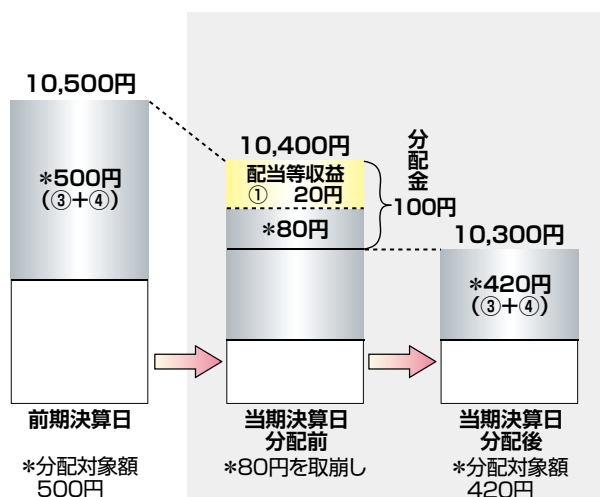 10,500円
*500円
(③+④)
前期決算日
*分配対象額
500円
10,400円
配当等収益
① 20円
*80円
分配金
100円
当期決算日
分配前
*80円を取崩し
10,300円
*420円
(③+④)
当期決算日
分配後
*分配対象額
420円